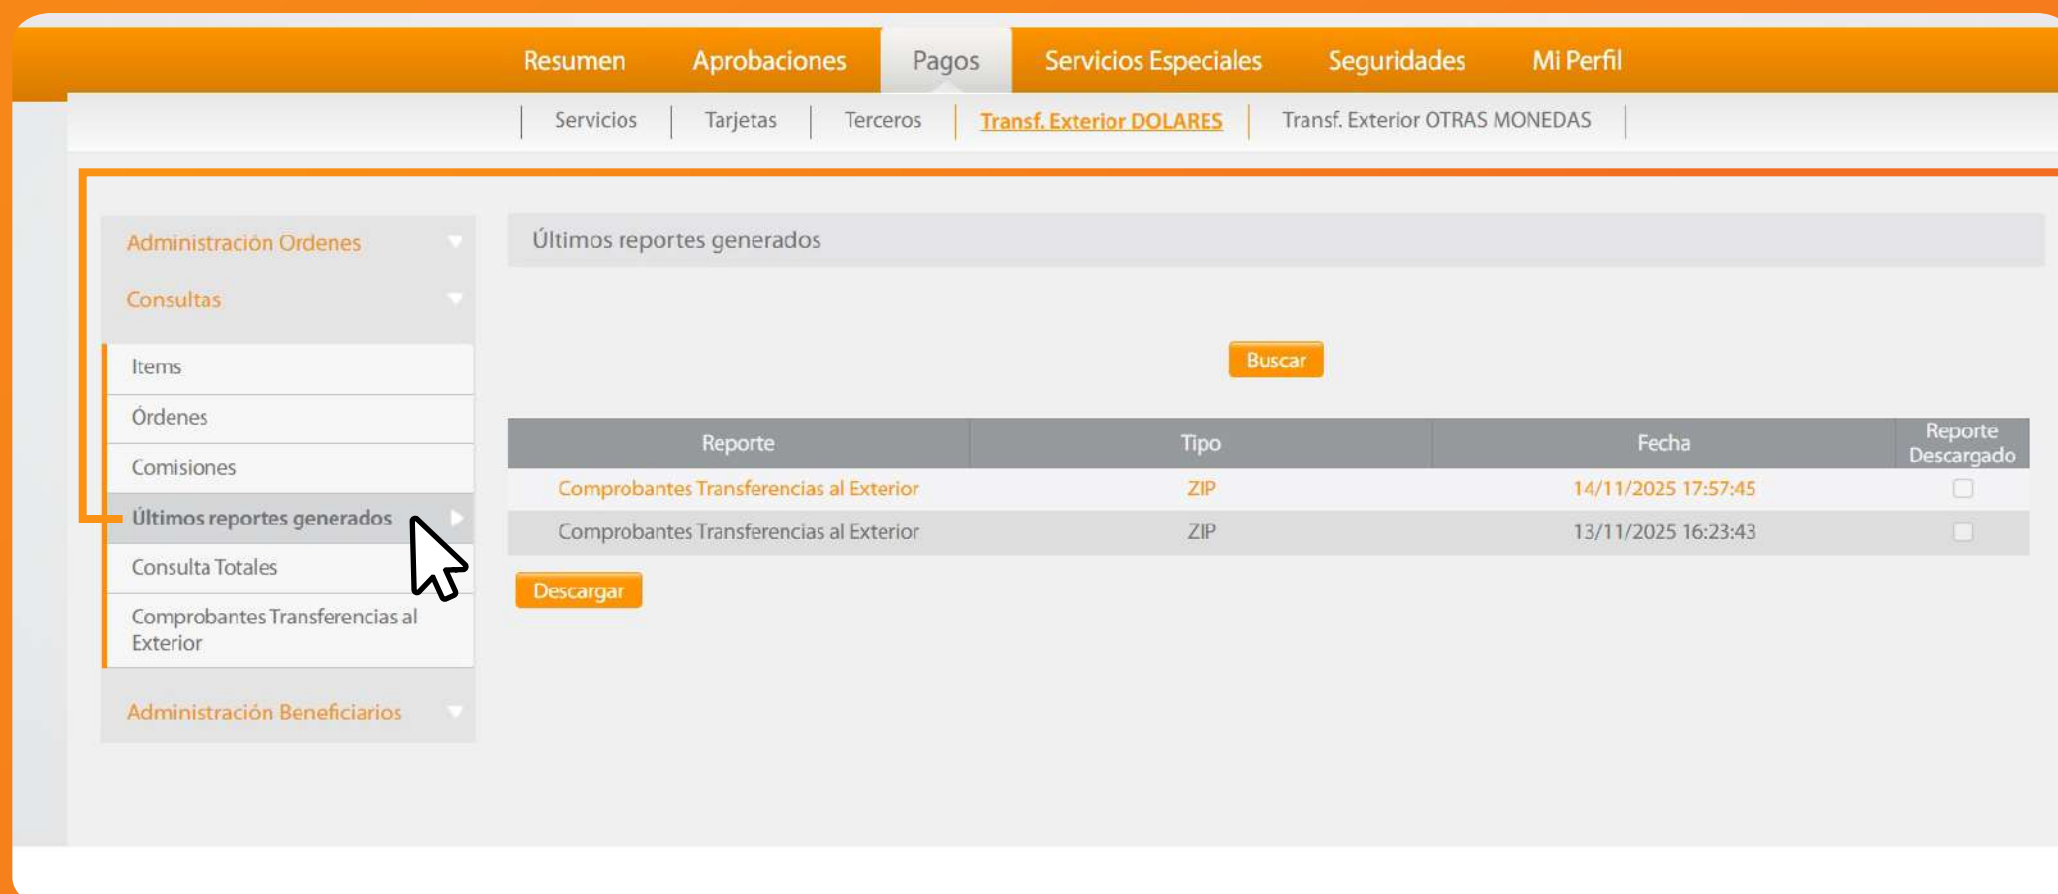 Resumen Aprobaciones Pagos Servicios Especiales Seguridades Mi Perfil
Servicios Tarjetas Terceros Transf. Exterior DOLARES Transf. Exterior OTRAS MONEDAS
Administración Ordenes
Consultas
Items
Órdenes
Comisiones
Últimos reportes generados
Consulta Totales
Comprobantes Transferencias al
Exterior
Administración Beneficiarios
Últimos reportes generados
Buscar
Reporte Tipo Fecha Reporte
Descargado
Comprobantes Transferencias al Exterior ZIP 14/11/2025 17:57:45
Comprobantes Transferencias al Exterior ZIP 13/11/2025 16:23:43
Descargar